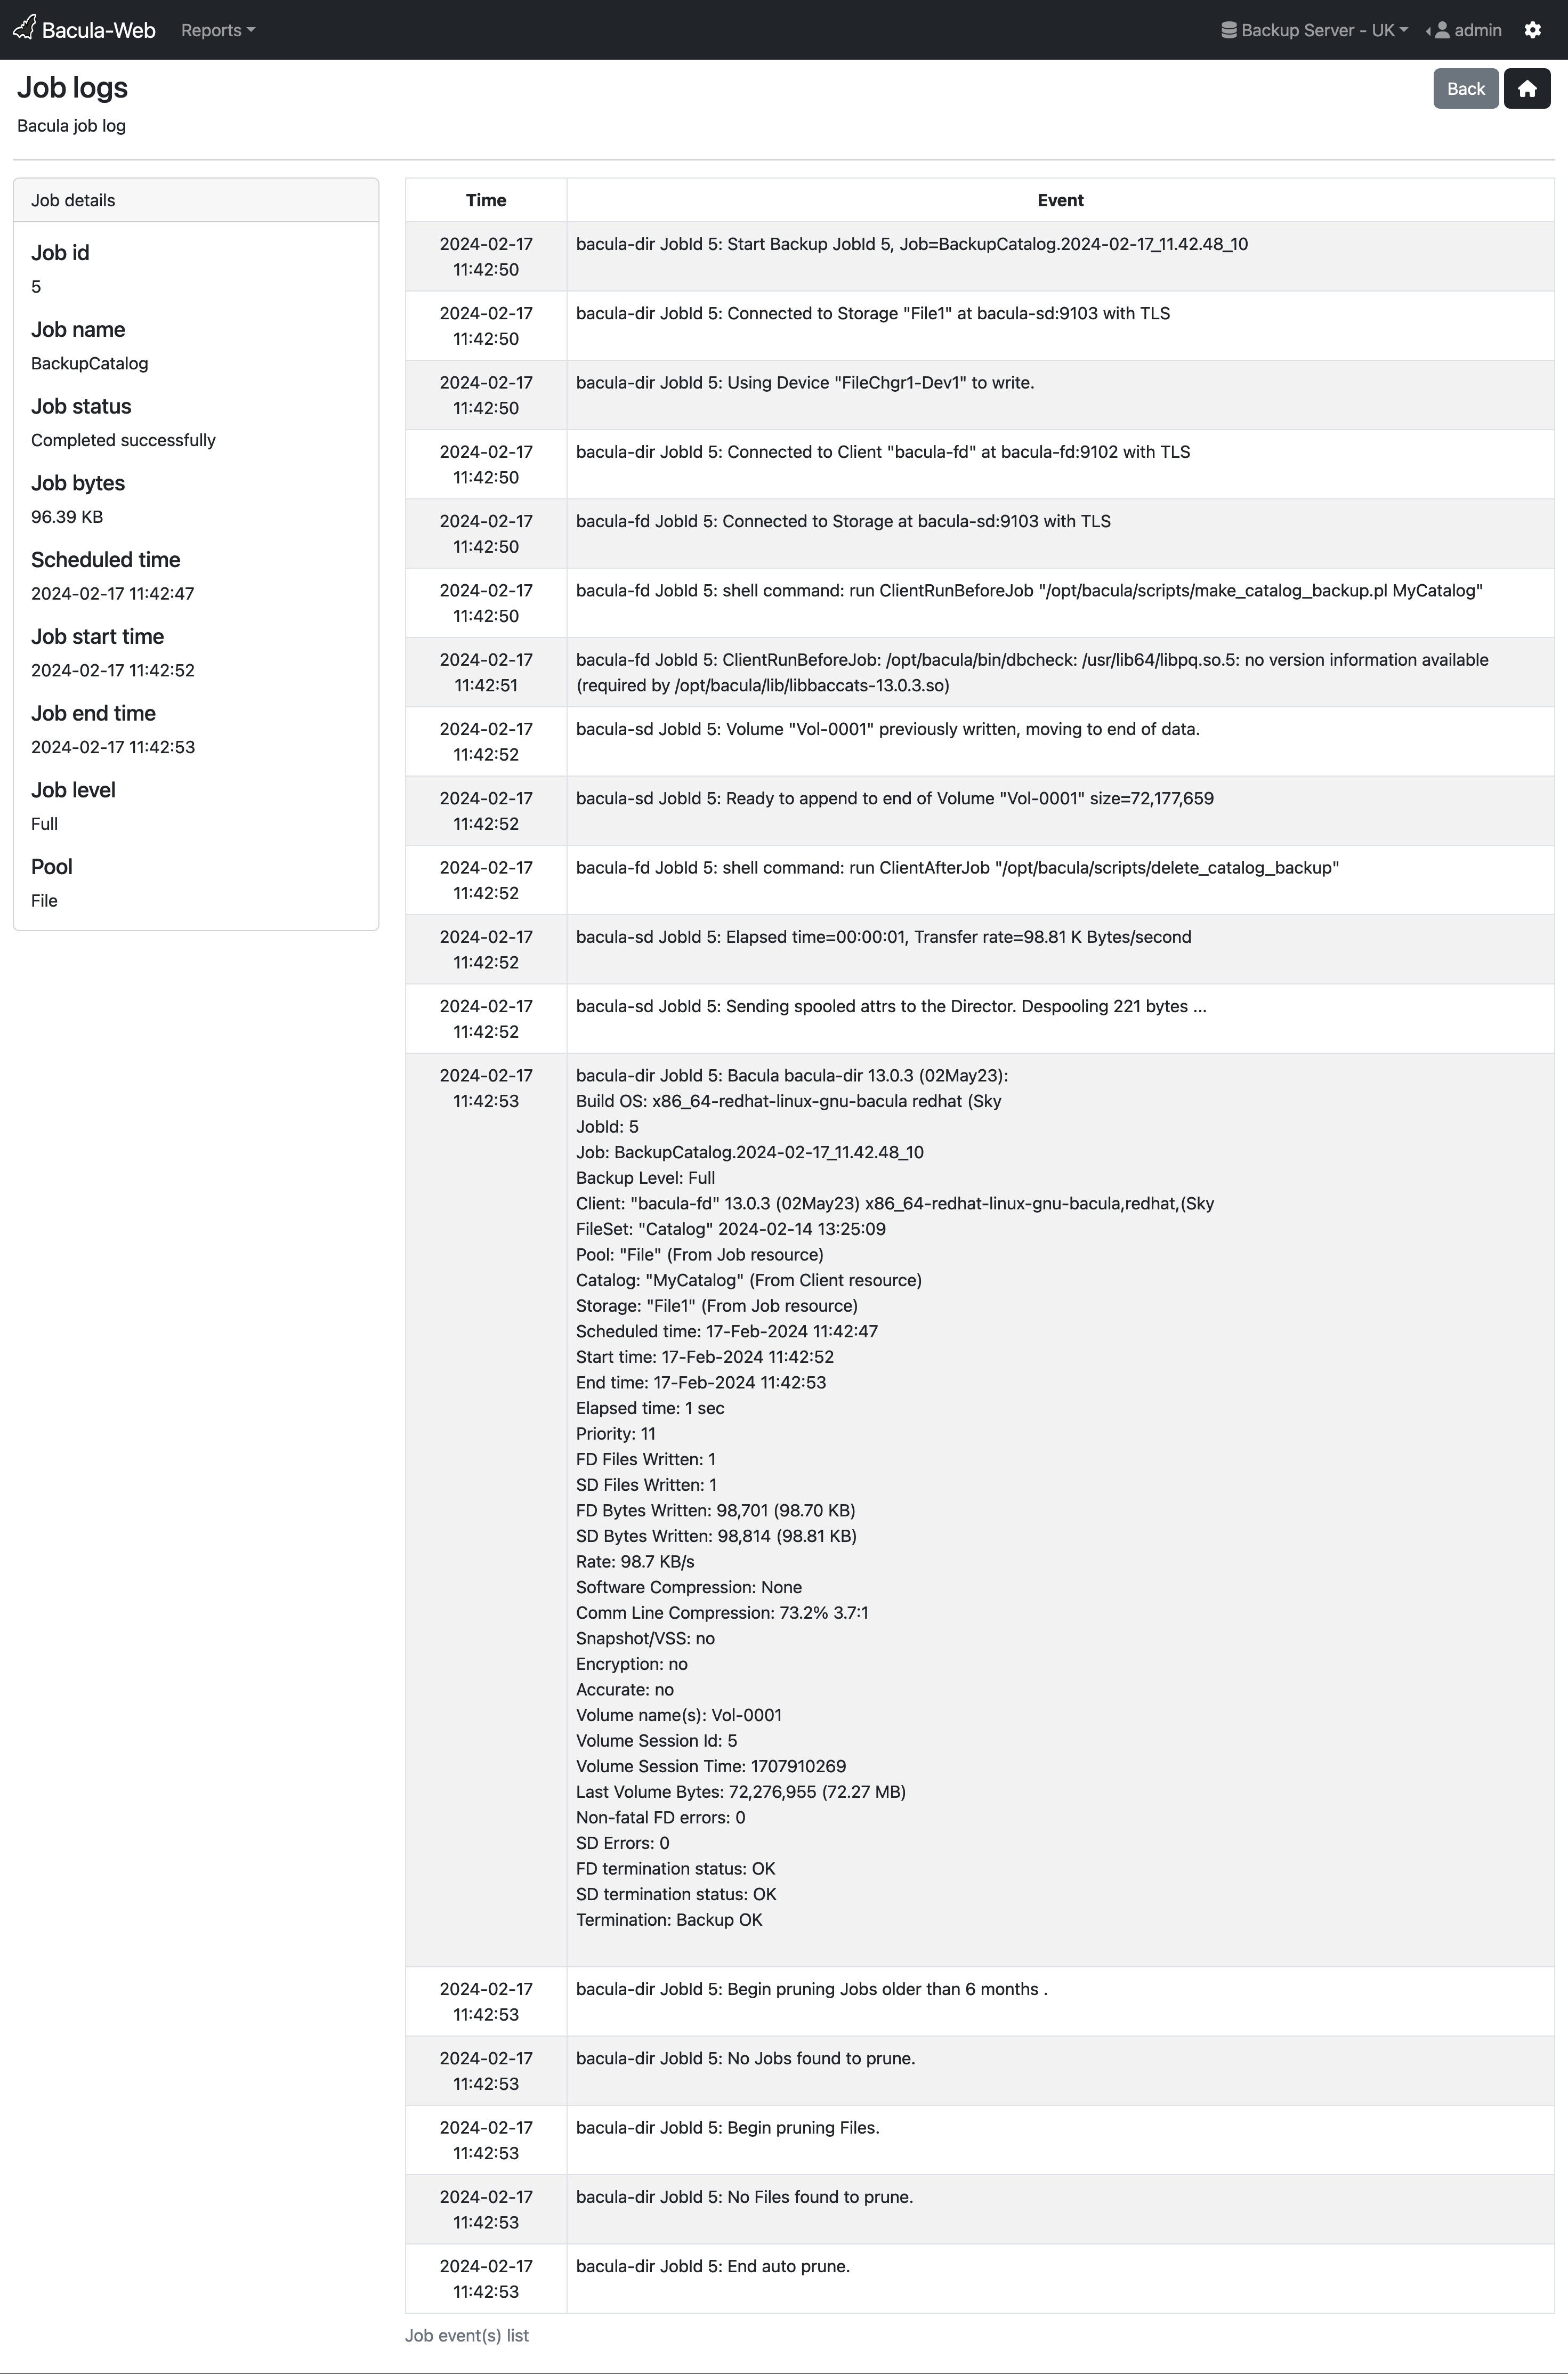 Bacula-Web
Reports
Backup Server - UK
admin
Job logs
Back
Bacula job log
Job details
Job id
5
Job name
BackupCatalog
Job status
Completed successfully
Job bytes
96.39 KB
Scheduled time
2024-02-17 11:42:47
Job start time
2024-02-17 11:42:52
Job end time
2024-02-17 11:42:53
Job level
Full
Pool
File
Time Event
2024-02-17 bacula-dir JobId 5: Start Backup JobId 5, Job=BackupCatalog.2024-02-17_11.42.48_10
11:42:50
2024-02-17 bacula-dir JobId 5: Connected to Storage "File1" at bacula-sd:9103 with TLS
11:42:50
2024-02-17 bacula-dir JobId 5: Using Device "FileChgr1-Dev1" to write.
11:42:50
2024-02-17 bacula-dir JobId 5: Connected to Client "bacula-fd" at bacula-fd:9102 with TLS
11:42:50
2024-02-17 bacula-fd JobId 5: Connected to Storage at bacula-sd:9103 with TLS
11:42:50
2024-02-17 bacula-fd JobId 5: shell command: run ClientRunBeforeJob "/opt/bacula/scripts/make_catalog_backup.pl MyCatalog"
11:42:50
2024-02-17 bacula-fd JobId 5: ClientRunBeforeJob: /opt/bacula/bin/dbcheck: /usr/lib64/libpq.so.5: no version information available
11:42:51 (required by /opt/bacula/lib/libbaccats-13.0.3.so)
2024-02-17 bacula-sd JobId 5: Volume "Vol-0001" previously written, moving to end of data.
11:42:52
2024-02-17 bacula-sd JobId 5: Ready to append to end of Volume "Vol-0001" size=72,177,659
11:42:52
2024-02-17 bacula-fd JobId 5: shell command: run ClientAfterJob "/opt/bacula/scripts/delete_catalog_backup"
11:42:52
2024-02-17 bacula-sd JobId 5: Elapsed time=00:00:01, Transfer rate=98.81 K Bytes/second
11:42:52
2024-02-17 bacula-sd JobId 5: Sending spooled attrs to the Director. Despooling 221 bytes ...
11:42:52
2024-02-17 bacula-dir JobId 5: Bacula bacula-dir 13.0.3 (02May23):
11:42:53 Build OS: x86_64-redhat-linux-gnu-bacula redhat (Sky
JobId: 5
Job: BackupCatalog.2024-02-17_11.42.48_10
Backup Level: Full
Client: "bacula-fd" 13.0.3 (02May23) x86_64-redhat-linux-gnu-bacula,redhat,(Sky
FileSet: "Catalog" 2024-02-14 13:25:09
Pool: "File" (From Job resource)
Catalog: "MyCatalog" (From Client resource)
Storage: "File1" (From Job resource)
Scheduled time: 17-Feb-2024 11:42:47
Start time: 17-Feb-2024 11:42:52
End time: 17-Feb-2024 11:42:53
Elapsed time: 1 sec
Priority: 11
FD Files Written: 1
SD Files Written: 1
FD Bytes Written: 98,701 (98.70 KB)
SD Bytes Written: 98,814 (98.81 KB)
Rate: 98.7 KB/s
Software Compression: None
Comm Line Compression: 73.2% 3.7:1
Snapshot/VSS: no
Encryption: no
Accurate: no
Volume name(s): Vol-0001
Volume Session Id: 5
Volume Session Time: 1707910269
Last Volume Bytes: 72,276,955 (72.27 MB)
Non-fatal FD errors: 0
SD Errors: 0
FD termination status: OK
SD termination status: OK
Termination: Backup OK
2024-02-17 bacula-dir JobId 5: Begin pruning Jobs older than 6 months .
11:42:53
2024-02-17 bacula-dir JobId 5: No Jobs found to prune.
11:42:53
2024-02-17 bacula-dir JobId 5: Begin pruning Files.
11:42:53
2024-02-17 bacula-dir JobId 5: No Files found to prune.
11:42:53
2024-02-17 bacula-dir JobId 5: End auto prune.
11:42:53
Job event(s) list